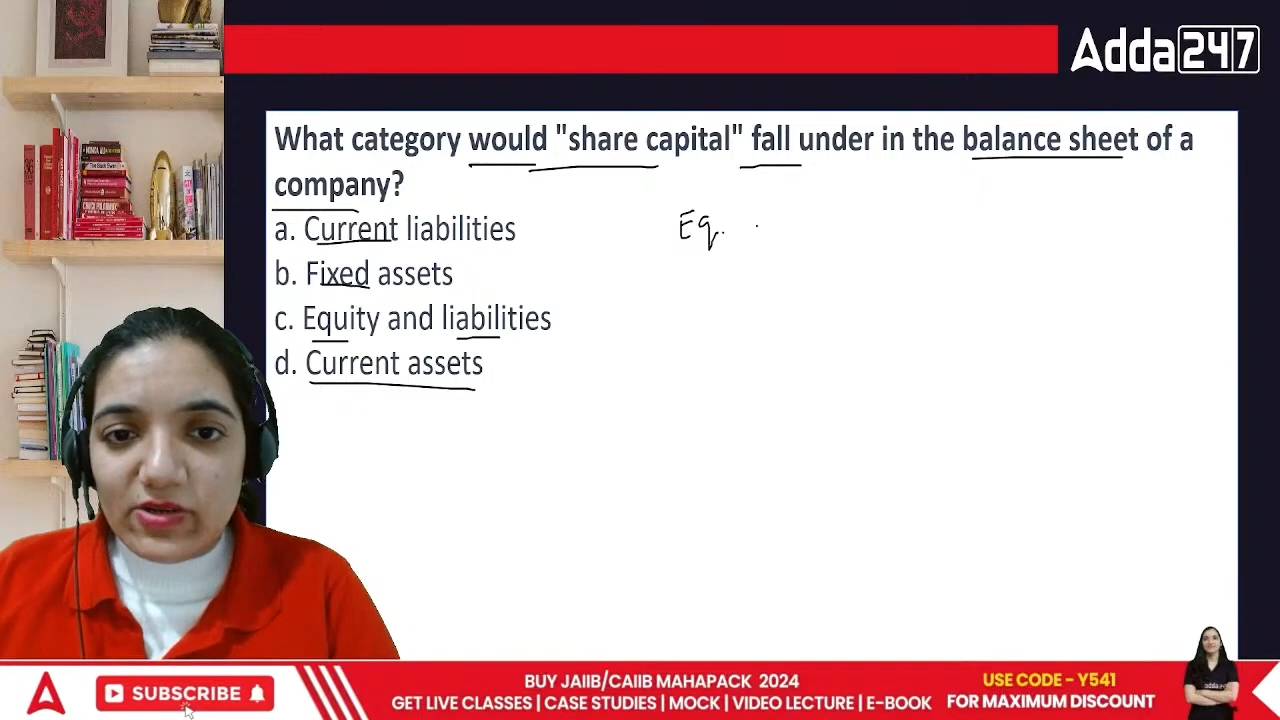 Adda247
What category would "share capital" fall under in the balance sheet of a
company?
a. Current liabilities
Eq.
b. Fixed assets
c. Equity and liabilities
d. Current assets
SUBSCRIBE
BUY JAIIB/CAIIB MAHAPACK 2024
GET LIVE CLASSES | CASE STUDIES | MOCK | VIDEO LECTURE | E-BOOK
USE CODE - Y541
FOR MAXIMUM DISCOUNT